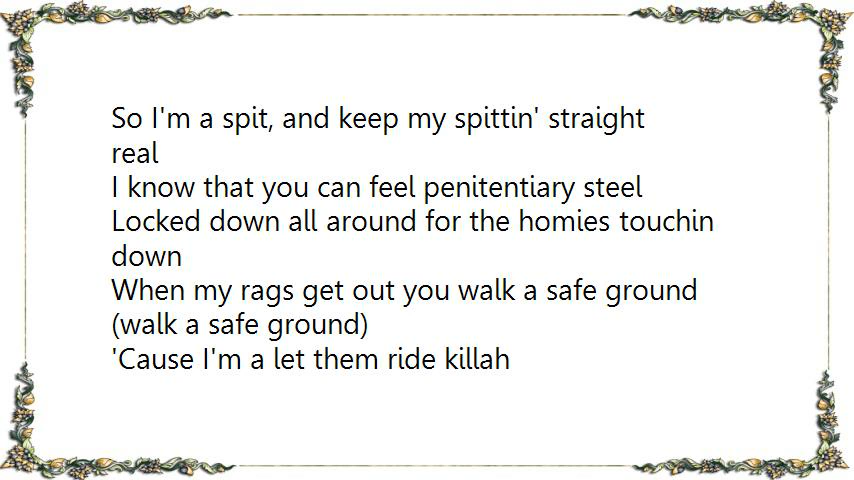 So I'm a spit, and keep my spittin' straight
real
I know that you can feel penitentiary steel
Locked down all around for the homies touchin
down
When my rags get out you walk a safe ground
(walk a safe ground)
'Cause I'm a let them ride killah